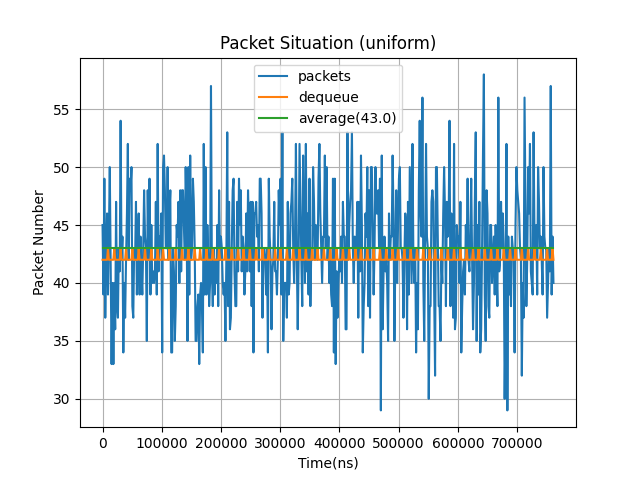 Packet Situation (uniform)
packets
dequeue
average(43.0)
55
50
45
40
35
30
Packet Number
0 100000 200000 300000 400000 500000 600000 700000
Time(ns)